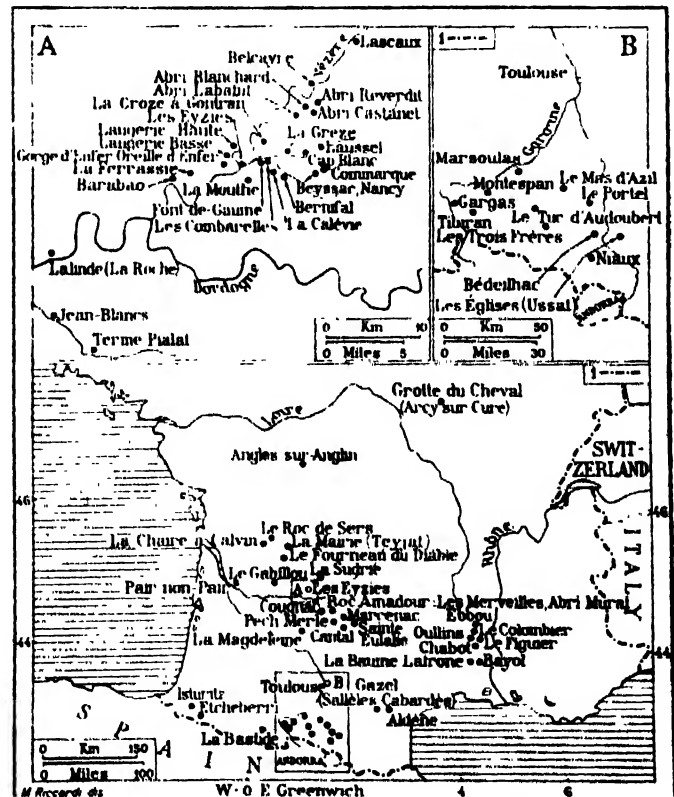 A
Lascaux
Vézère
Belcayre
Abri Blanchard
Abri Labatut
La Croze à Gontran
Les Eyzies
Laugerie Haute
Laugerie Basse
Gorge d'Enfer Oreille d'Enfer
La Ferrassie
Barabao
Abri Reverdit
Abri Castanet
La Greze
Laussel
Cap Blanc
Commarque
Beyssac, Nancy
La Mouthe
Bernifal
Font-de-Gaume
La Calévie
Les Combarelles
Lalinde (La Roche)
Dordogne
Jean-Blancs
Terme Pialat
0 Km 10
0 Miles 5
B
1
Toulouse
Garonne
Marsoulas
Montespan
Le Mas d'Azil
Gargas
Le Portel
Tibiran
Le Tuc d'Audoubert
Les Trois Frères
Niaux
Bédeilhac
Les Églises (Ussat)
ANDORRA
0 Km 50
0 Miles 30
1
Loire
Grotte du Cheval
(Arcy sur Cure)
Angles sur-Anglin
SWIT-
ZERLAND
ITALY
46
46
Rhône
Le Roc de Sers
La Chaire à Calvin
La Mairie (Teyjat)
Le Fourneau du Diable
Le Gabillou
La Sudrie
Pair-non-Pair
A
Les Eyzies
Cougnac
Roc Amadour
Les Merveilles, Abri Murat
Pech Merle
Marcenac
Ebbou
Sainte
Eulalie
Oullins
Le Colombier
44
La Magdeleine
Cantal
Chabot
Le Figuier
44
La Baume Latrone
Bayol
Toulouse
B
Gazel
(Sallèles Cabardès)
Isturitz
Etcheberri
Aldène
SPAIN
La Bastide
ANDORRA
0 Km 150
0 Miles 100
M. Riccardi dis
W · 0 E Greenwich
4
6